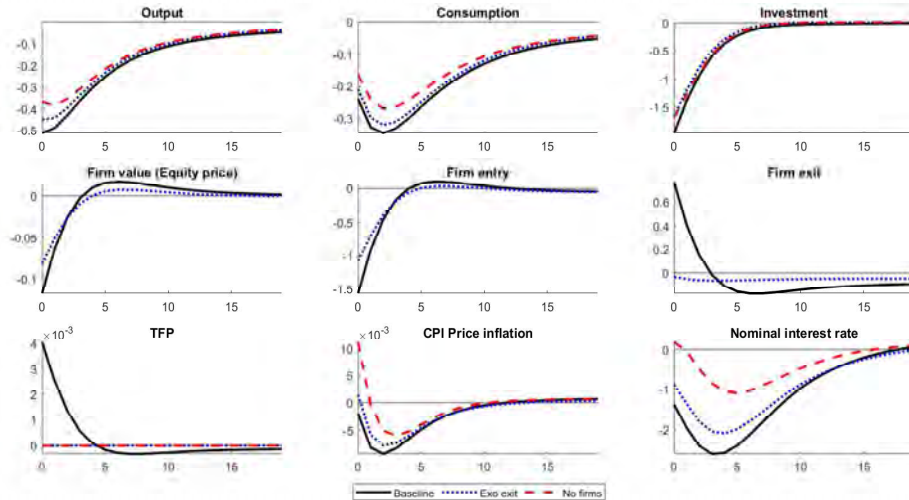 Output
-0.1
-0.2
-0.3
-0.4
-0.5
0 5 10 15
Consumption
0
-0.1
-0.2
-0.3
0 5 10 15
Investment
0
-0.5
-1
-1.5
0 5 10 15
Firm value (Equity price)
0
-0.05
-0.1
0 5 10 15
Firm entry
0
-0.5
-1
-1.5
0 5 10 15
Firm exit
0.6
0.4
0.2
0
0 5 10 15
TFP
×10⁻³
4
3
2
1
0
0 5 10 15
CPI Price inflation
×10⁻³
10
5
0
-5
0 5 10 15
Nominal interest rate
0
-1
-2
0 5 10 15
Baseline Exo exit No firms